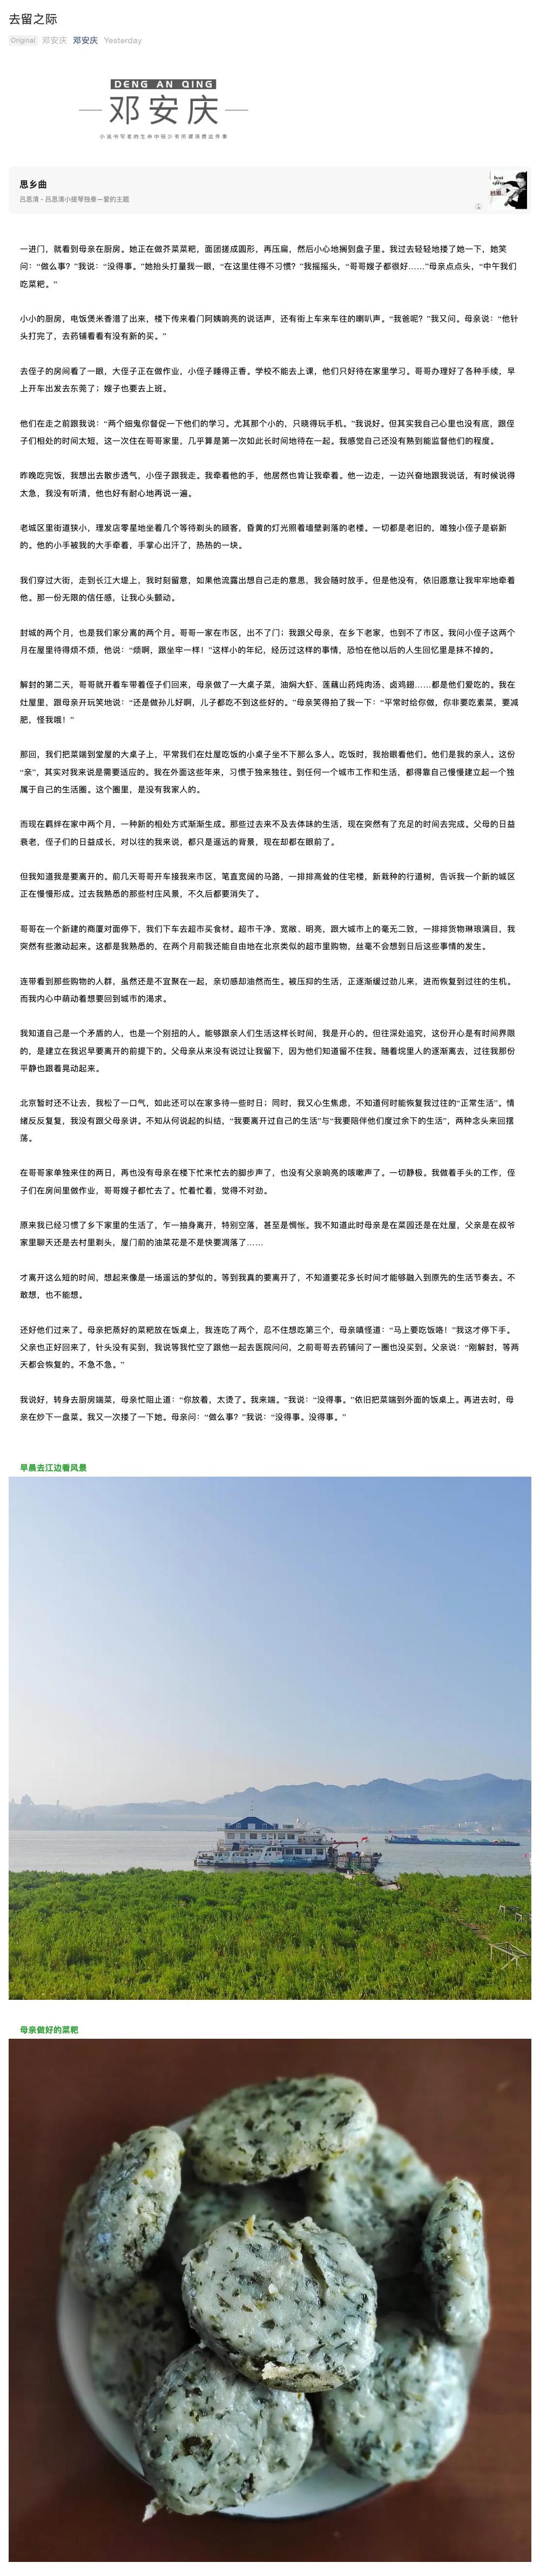 去留之际
Original 邓安庆 邓安庆 Yesterday
DENG AN QING
邓安庆
思乡曲
吕思清 - 吕思清小提琴独奏—爱的主题
一进门，就看到母亲在厨房。她正在做芥菜菜粑，面团搓成圆形，再压扁，然后小心地搁到盘子里。我过去轻轻地搂了她一下，她笑
问：“做么事？”我说：“没得事。”她抬头打量我一眼，“在这里住得不习惯？”我摇摇头，“哥哥嫂子都很好……”母亲点点头，“中午我们
吃菜粑。”
小小的厨房，电饭煲米香潽了出来，楼下传来看门阿姨响亮的说话声，还有街上车来车往的喇叭声。“我爸呢？”我又问。母亲说：“他针
头打完了，去药铺看看有没有新的买。”
去侄子的房间看了一眼，大侄子正在做作业，小侄子睡得正香。学校不能去上课，他们只好待在家里学习。哥哥办理好了各种手续，早
上开车出发去东莞了；嫂子也要去上班。
他们在走之前跟我说：“两个细鬼你督促一下他们的学习。尤其那个小的，只晓得玩手机。”我说好。但其实我自己心里也没有底，跟侄
子们相处的时间太短，这一次住在哥哥家里，几乎算是第一次如此长时间地待在一起。我感觉自己还没有熟到能监督他们的程度。
昨晚吃完饭，我想出去散步透气，小侄子跟我走。我牵着他的手，他居然也肯让我牵着。他一边走，一边兴奋地跟我说话，有时候说得
太急，我没有听清，他也好有耐心地再说一遍。
老城区里街道狭小，理发店零星地坐着几个等待剃头的顾客，昏黄的灯光照着墙壁剥落的老楼。一切都是老旧的，唯独小侄子是崭新
的。他的小手被我的大手牵着，手掌心出汗了，热热的一块。
我们穿过大街，走到长江大堤上，我时刻留意，如果他流露出想自己走的意思，我会随时放手。但是他没有，依旧愿意让我牢牢地牵着
他。那一份无限的信任感，让我心头颤动。
封城的两个月，也是我们家分离的两个月。哥哥一家在市区，出不了门；我跟父母亲，在乡下老家，也到不了市区。我问小侄子这两个
月在屋里待得烦不烦，他说：“烦啊，跟坐牢一样！”这样小的年纪，经历过这样的事情，恐怕在他以后的人生回忆里是抹不掉的。
解封的第二天，哥哥就开着车带着侄子们回来，母亲做了一大桌子菜，油焖大虾、莲藕山药炖肉汤、卤鸡翅……都是他们爱吃的。我在
灶屋里，跟母亲开玩笑地说：“还是做孙儿好啊，儿子都吃不到这些好的。”母亲笑得拍了我一下：“平常时给你做，你非要吃素菜，要减
肥，怪我哦！”
那回，我们把菜端到堂屋的大桌子上，平常我们在灶屋吃饭的小桌子坐不下那么多人。吃饭时，我抬眼看他们。他们是我的亲人。这份
“亲”，其实对我来说是需要适应的。我在外面这些年来，习惯于独来独往。到任何一个城市工作和生活，都得靠自己慢慢建立起一个独
属于自己的生活圈。这个圈里，是没有我家人的。
而现在羁绊在家中两个月，一种新的相处方式渐渐生成。那些过去来不及去体味的生活，现在突然有了充足的时间去完成。父母的日益
衰老，侄子们的日益成长，对以往的我来说，都只是遥远的背景，现在却都在眼前了。
但我知道我是要离开的。前几天哥哥开车接我来市区，笔直宽阔的马路，一排排高耸的住宅楼，新栽种的行道树，告诉我一个新的城区
正在慢慢形成。过去我熟悉的那些村庄风景，不久后都要消失了。
哥哥在一个新建的商厦对面停下，我们下车去超市买食材。超市干净、宽敞、明亮，跟大城市上的毫无二致，一排排货物琳琅满目，我
突然有些激动起来。这都是我熟悉的，在两个月前我还能自由地在北京类似的超市里购物，丝毫不会想到日后这些事情的发生。
连带看到那些购物的人群，虽然还是不宜聚在一起，亲切感却油然而生。被压抑的生活，正逐渐缓过劲儿来，进而恢复到过往的生机。
而我内心中萌动着想要回到城市的渴求。
我知道自己是一个矛盾的人，也是一个别扭的人。能够跟亲人们生活这样长时间，我是开心的。但往深处追究，这份开心是有时间界限
的，是建立在我迟早要离开的前提下的。父母亲从来没有说过让我留下，因为他们知道留不住我。随着垸里人的逐渐离去，过往我那份
平静也跟着晃动起来。
北京暂时还不让去，我松了一口气，如此还可以在家多待一些时日；同时，我又心生焦虑，不知道何时能恢复我过往的“正常生活”。情
绪反反复复，我没有跟父母亲讲。不知从何说起的纠结，“我要离开过自己的生活”与“我要陪伴他们度过余下的生活”，两种念头来回摆
荡。
在哥哥家单独来住的两日，再也没有母亲在楼下忙来忙去的脚步声了，也没有父亲响亮的咳嗽声了。一切静极。我做着手头的工作，侄
子们在房间里做作业，哥哥嫂子都忙去了。忙着忙着，觉得不对劲。
原来我已经习惯了乡下家里的生活了，乍一抽身离开，特别空落，甚至是惆怅。我不知道此时母亲是在菜园还是在灶屋，父亲是在叔爷
家里聊天还是去村里剃头，屋门前的油菜花是不是快要凋落了……
才离开这么短的时间，想起来像是一场遥远的梦似的。等到我真的要离开了，不知道要花多长时间才能够融入到原先的生活节奏去。不
敢想，也不能想。
还好他们过来了。母亲把蒸好的菜粑放在饭桌上，我连吃了两个，忍不住想吃第三个，母亲嗔怪道：“马上要吃饭咯！”我这才停下手。
父亲也正好回来了，针头没有买到，我说等我忙空了跟他一起去医院问问，之前哥哥去药铺问了一圈也没买到。父亲说：“刚解封，等两
天都会恢复的。不急不急。”
我说好，转身去厨房端菜，母亲忙阻止道：“你放着，太烫了。我来端。”我说：“没得事。”依旧把菜端到外面的饭桌上。再进去时，母
亲在炒下一盘菜。我又一次搂了一下她。母亲问：“做么事？”我说：“没得事。没得事。”
早晨去江边看风景
母亲做好的菜粑